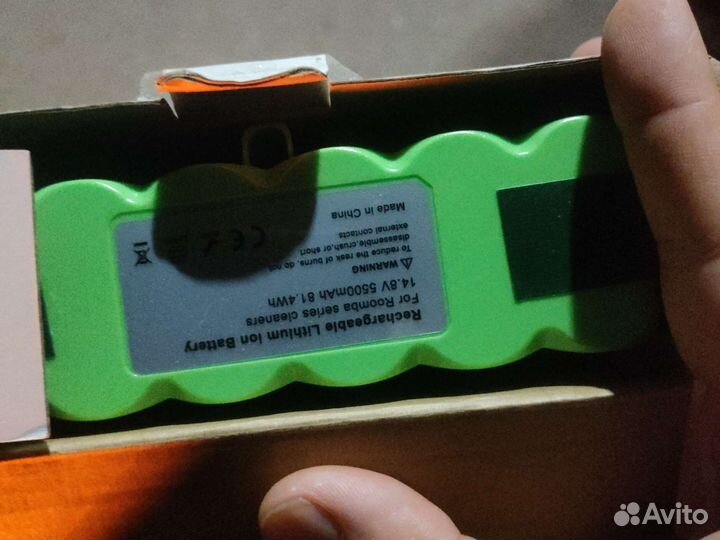 Rechargeable Lithium Ion Battery
For Roomba series cleaners
14.8V 5500mAh 81.4Wh
⚠ WARNING
To reduce the resk of burns, do not
disassemble,crush,or short
external contacts
Made in China
CE
Avito